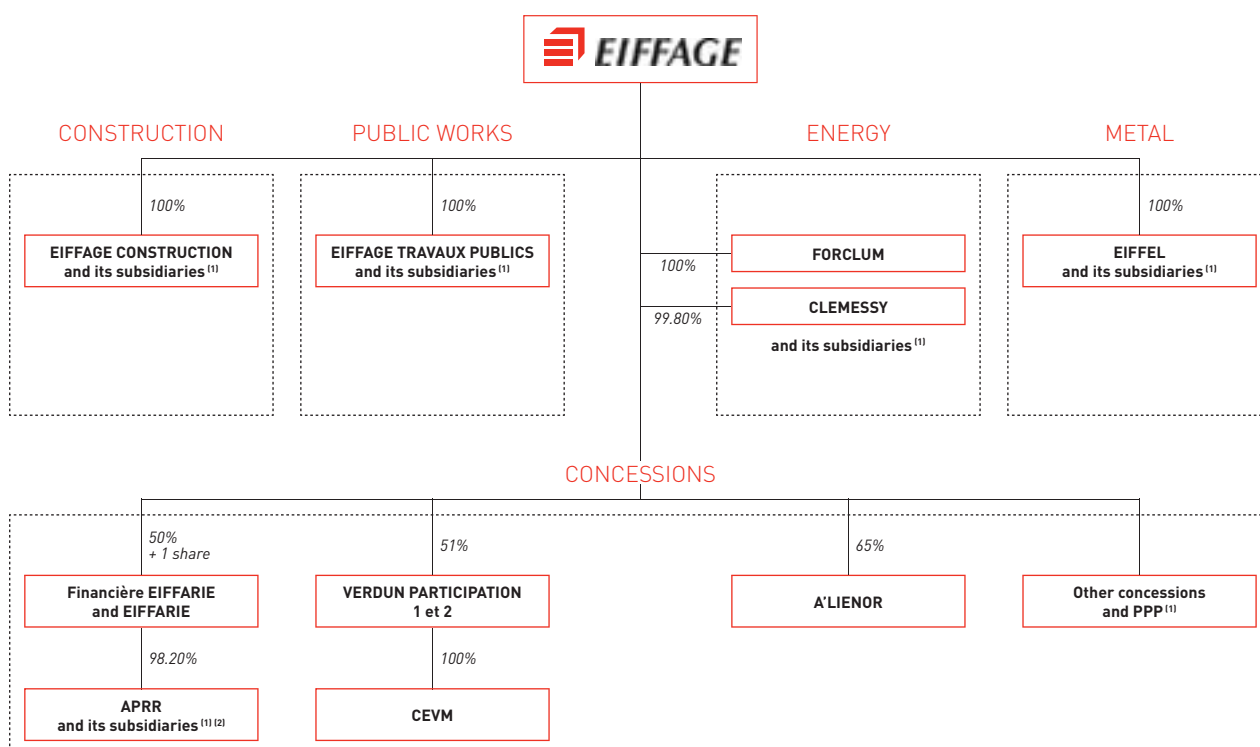 EIFFAGE
CONSTRUCTION
PUBLIC WORKS
ENERGY
METAL
100%
100%
100%
EIFFAGE CONSTRUCTION
and its subsidiaries (1)
EIFFAGE TRAVAUX PUBLICS
and its subsidiaries (1)
100%
FORCLUM
EIFFEL
and its subsidiaries (1)
99.80%
CLEMESSY
and its subsidiaries (1)
CONCESSIONS
50%
+ 1 share
51%
65%
Financière EIFFARIE
and EIFFARIE
VERDUN PARTICIPATION
1 et 2
A'LIENOR
Other concessions
and PPP (1)
98.20%
100%
APRR
and its subsidiaries (1) (2)
CEVM